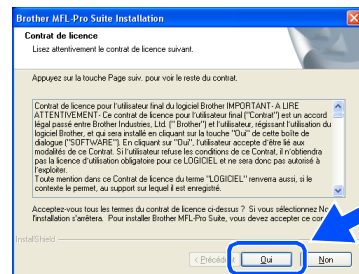 Brother MFL-Pro Suite Installation
Contrat de licence
Lisez attentivement le contrat de licence suivant.
Appuyez sur la touche Page suiv. pour voir le reste du contrat.
Contrat de licence pour l'utilisateur final du logiciel Brother IMPORTANT - A LIRE
ATTENTIVEMENT - Ce contrat de licence pour l'utilisateur final ("Contrat") est un accord
légal passé entre Brother Industries, Ltd. (" Brother") et l'utilisateur, régissant l'utilisation du
logiciel Brother, et qui sera installé en cliquant sur la touche "Oui" de cette boîte de
dialogue ("SOFTWARE"). En cliquant sur "Oui", l'utilisateur accepte d'être lié aux
modalités de ce Contrat. Si l'utilisateur refuse les conditions de ce Contrat, il n'obtiendra
pas la licence d'utilisation obligatoire pour ce LOGICIEL et ne sera donc pas autorisé à
l'exploiter.
Toute mention dans ce Contrat de licence du terme "LOGICIEL" renverra aussi, si le
contexte le permet, au support sur lequel il est enregistré.
Acceptez-vous tous les termes du contrat de licence ci-dessus ? Si vous sélectionnez
l'installation s'arrêtera. Pour installer Brother MFL-Pro Suite, vous devez accepter ce
InstallShield
< Précédent
Oui
Non